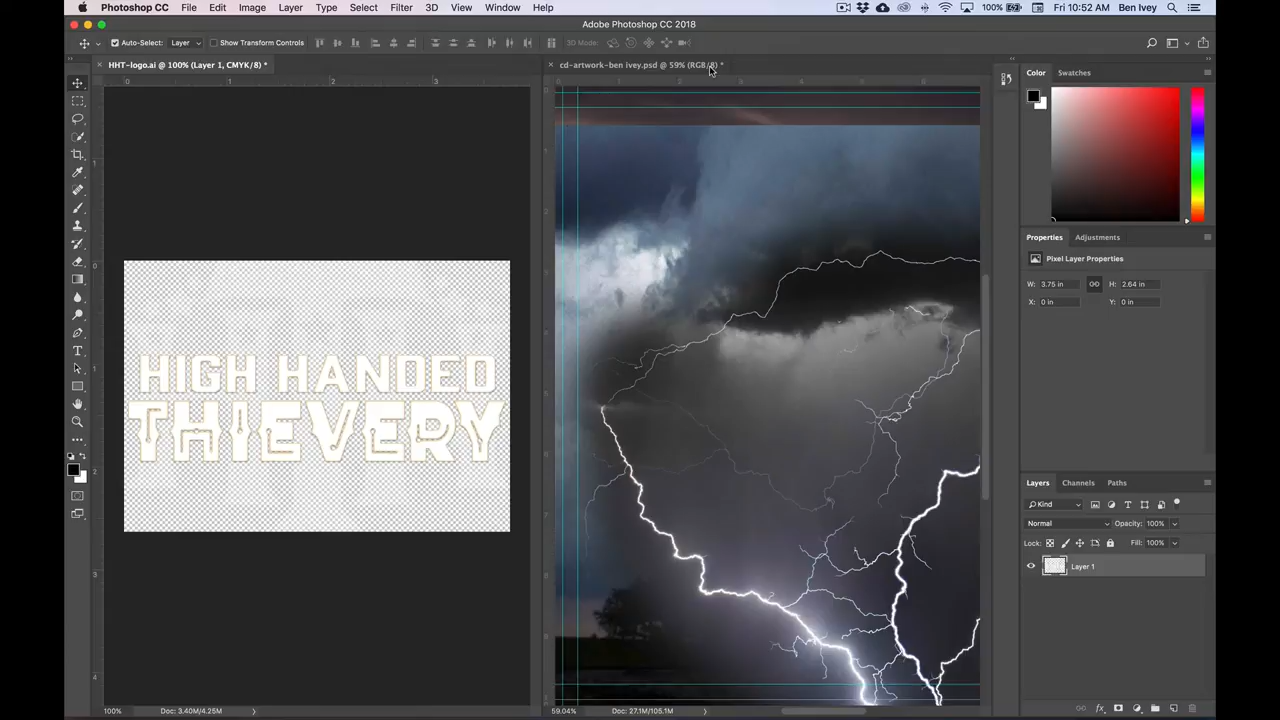 Photoshop CC File Edit Image Layer Type Select Filter 3D View Window Help 100% Fri 10:52 AM Ben Ivey
Adobe Photoshop CC 2018
Auto-Select: Layer Show Transform Controls 3D Mode:
HHT-logo.ai @ 100% (Layer 1, CMYK/8) * cd-artwork-ben ivey.psd @ 59% (RGB/8) *
Color Swatches
HIGH HANDED
THIEVERY
Properties Adjustments
Pixel Layer Properties
W: 3.75 in H: 2.64 in
X: 0 in Y: 0 in
Layers Channels Paths
Kind
Normal Opacity: 100%
Lock: Fill: 100%
Layer 1
100% Doc: 3.40M/4.25M 59.04% Doc: 27.1M/105.1M